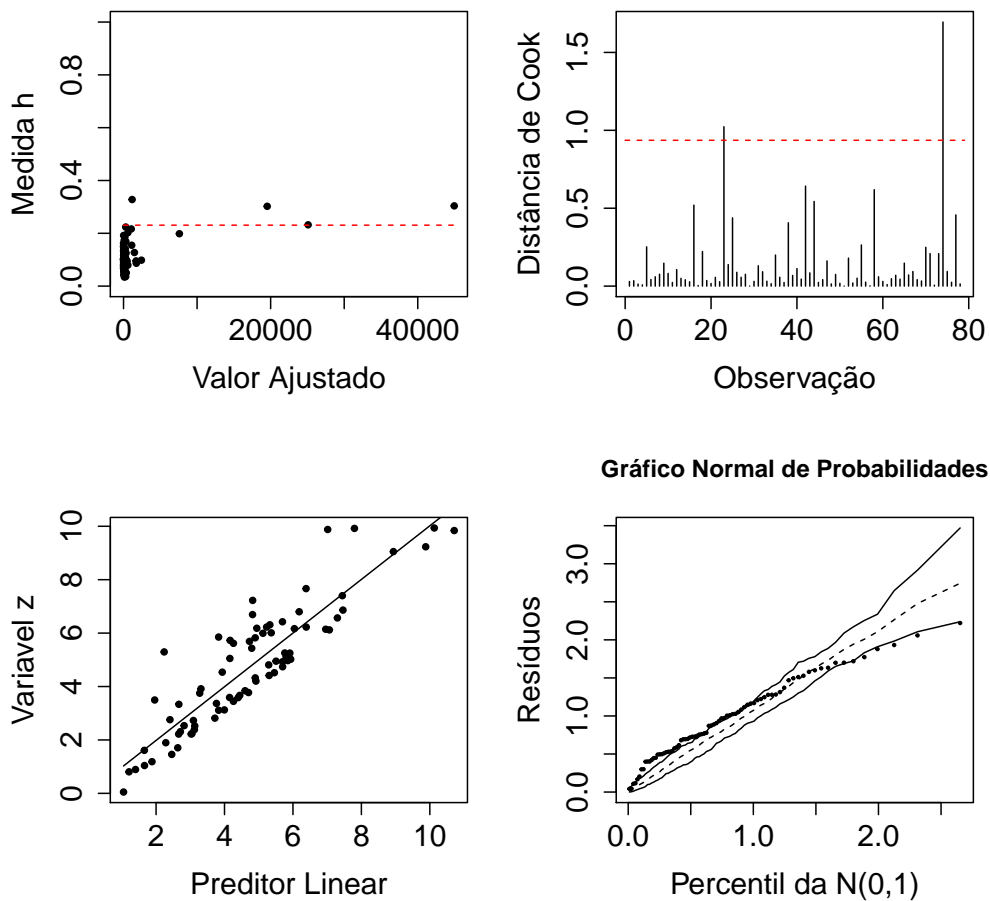 Medida h
0.0 0.4 0.8
0 20000 40000
Valor Ajustado
Distância de Cook
0.0 0.5 1.0 1.5
0 20 40 60 80
Observação
Variavel z
0 2 4 6 8 10
2 4 6 8 10
Preditor Linear
Gráfico Normal de Probabilidades
Resíduos
0.0 1.0 2.0 3.0
0.0 1.0 2.0
Percentil da N(0,1)